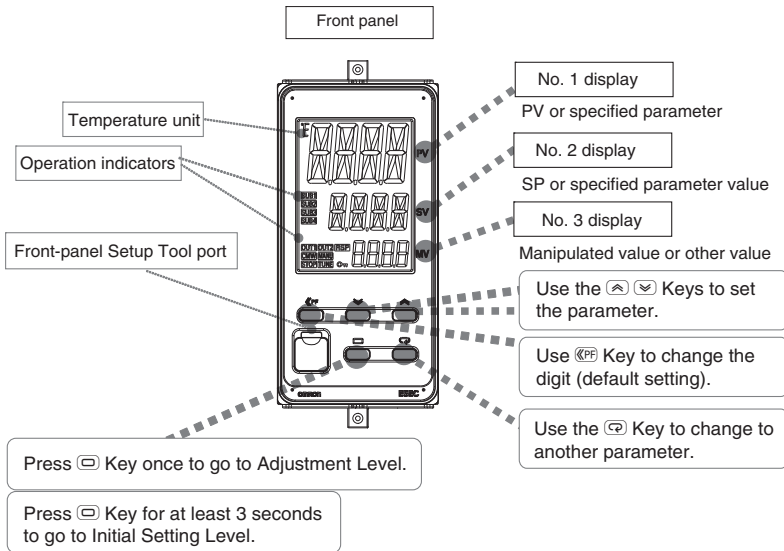 Front panel
Temperature unit
Operation indicators
Front-panel Setup Tool port
No. 1 display
PV or specified parameter
No. 2 display
SP or specified parameter value
No. 3 display
Manipulated value or other value
Use the Keys to set
the parameter.
Use PF Key to change the
digit (default setting).
Use the Key to change to
another parameter.
Press Key once to go to Adjustment Level.
Press Key for at least 3 seconds
to go to Initial Setting Level.
PV
SUB1
SUB2
SUB3
SUB4
SV
OUT1 OUT2 RSP
CMW MANU
STOP TUNE
MV
PF
omron E5EC